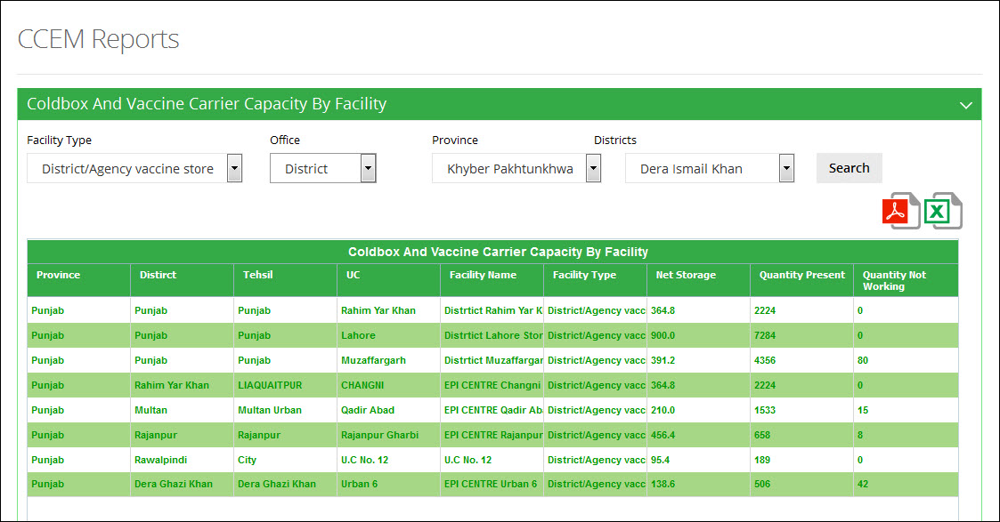 CCEM Reports
Coldbox And Vaccine Carrier Capacity By Facility
Facility Type Office Province Districts
District/Agency vaccine store District Khyber Pakhtunkhwa Dera Ismail Khan Search
Coldbox And Vaccine Carrier Capacity By Facility
Province Distirct Tehsil UC Facility Name Facility Type Net Storage Quantity Present Quantity Not
Working
Punjab Punjab Punjab Rahim Yar Khan Distrtict Rahim Yar K District/Agency vacc 364.8 2224 0
Punjab Punjab Punjab Lahore Distrtict Lahore Stor District/Agency vacc 900.0 7284 0
Punjab Punjab Punjab Muzaffargarh Distrtict Muzaffargar District/Agency vacc 391.2 4356 80
Punjab Rahim Yar Khan LIAQUAITPUR CHANGNI EPI CENTRE Changni District/Agency vacc 364.8 2224 0
Punjab Multan Multan Urban Qadir Abad EPI CENTRE Qadir Ab District/Agency vacc 210.0 1533 15
Punjab Rajanpur Rajanpur Rajanpur Gharbi EPI CENTRE Rajanpur District/Agency vacc 456.4 658 8
Punjab Rawalpindi City U.C No. 12 U.C No. 12 District/Agency vacc 95.4 189 0
Punjab Dera Ghazi Khan Dera Ghazi Khan Urban 6 EPI CENTRE Urban 6 District/Agency vacc 138.6 506 42